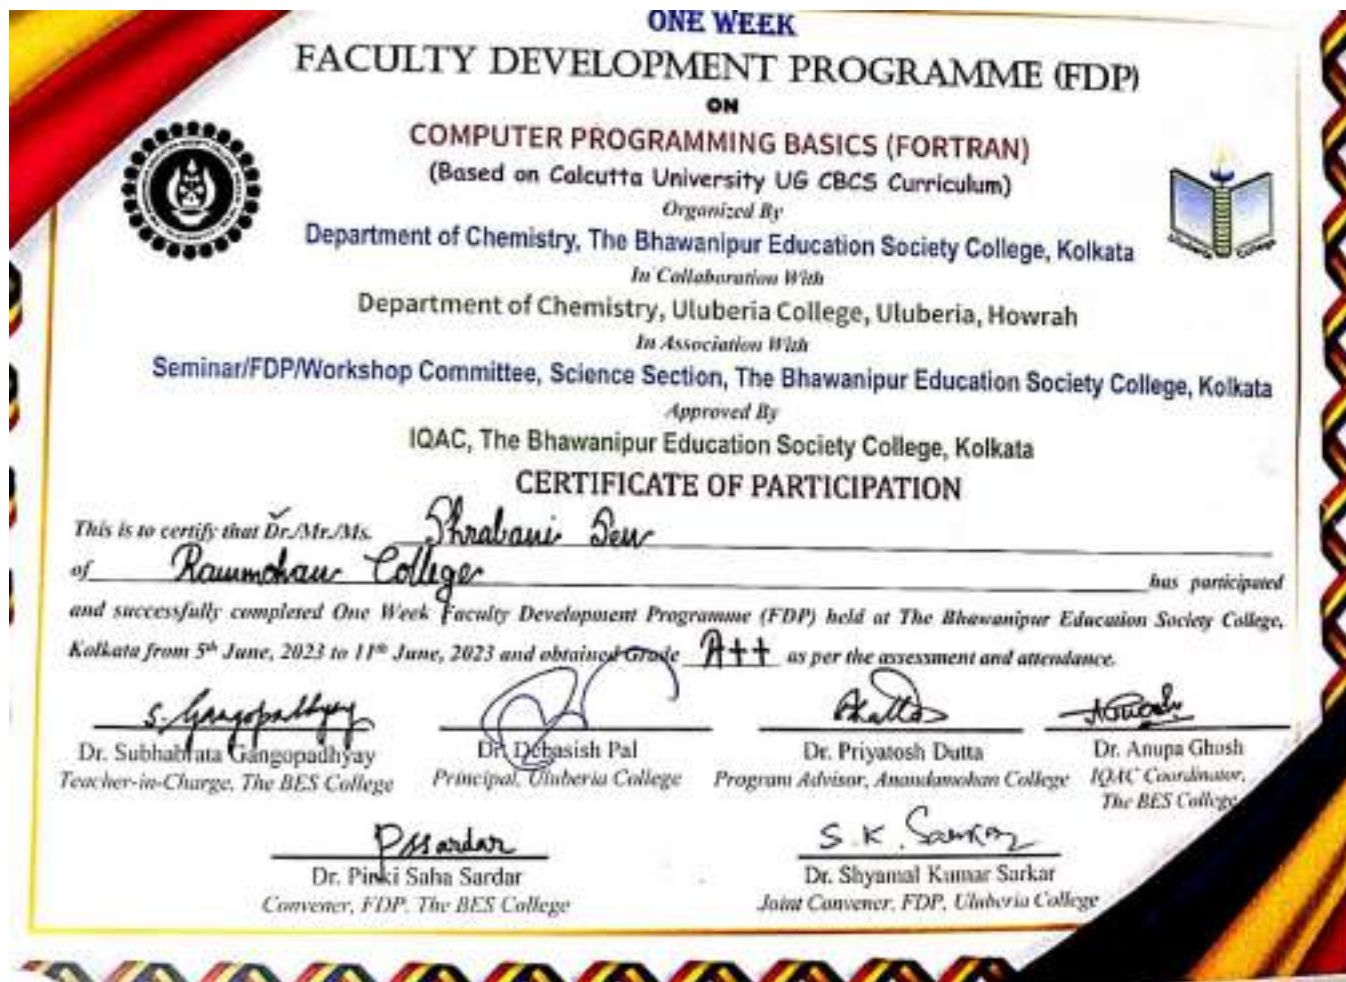 ONE WEEK
FACULTY DEVELOPMENT PROGRAMME (FDP)
ON
COMPUTER PROGRAMMING BASICS (FORTRAN)
(Based on Calcutta University UG CBCS Curriculum)
Organized By
Department of Chemistry, The Bhawanipur Education Society College, Kolkata
In Collaboration With
Department of Chemistry, Uluberia College, Uluberia, Howrah
In Association With
Seminar/FDP/Workshop Committee, Science Section, The Bhawanipur Education Society College, Kolkata
Approved By
IQAC, The Bhawanipur Education Society College, Kolkata
CERTIFICATE OF PARTICIPATION
This is to certify that Dr./Mr./Ms. Shrabani Sen
of Rammohan College has participated
and successfully completed One Week Faculty Development Programme (FDP) held at The Bhawanipur Education Society College,
Kolkata from 5th June, 2023 to 11th June, 2023 and obtained Grade A++ as per the assessment and attendance.
S. Gangopadhyay
Dr. Subhabrata Gangopadhyay
Teacher-in-Charge, The BES College
Dr. Debasish Pal
Principal, Uluberia College
Dr. Priyatosh Dutta
Program Advisor, Anandamohan College
Dr. Anupa Ghosh
IQAC Coordinator,
The BES College
PSSardar
Dr. Pinki Saha Sardar
Convener, FDP, The BES College
S. K. Sarkar
Dr. Shyamal Kumar Sarkar
Joint Convener, FDP, Uluberia College